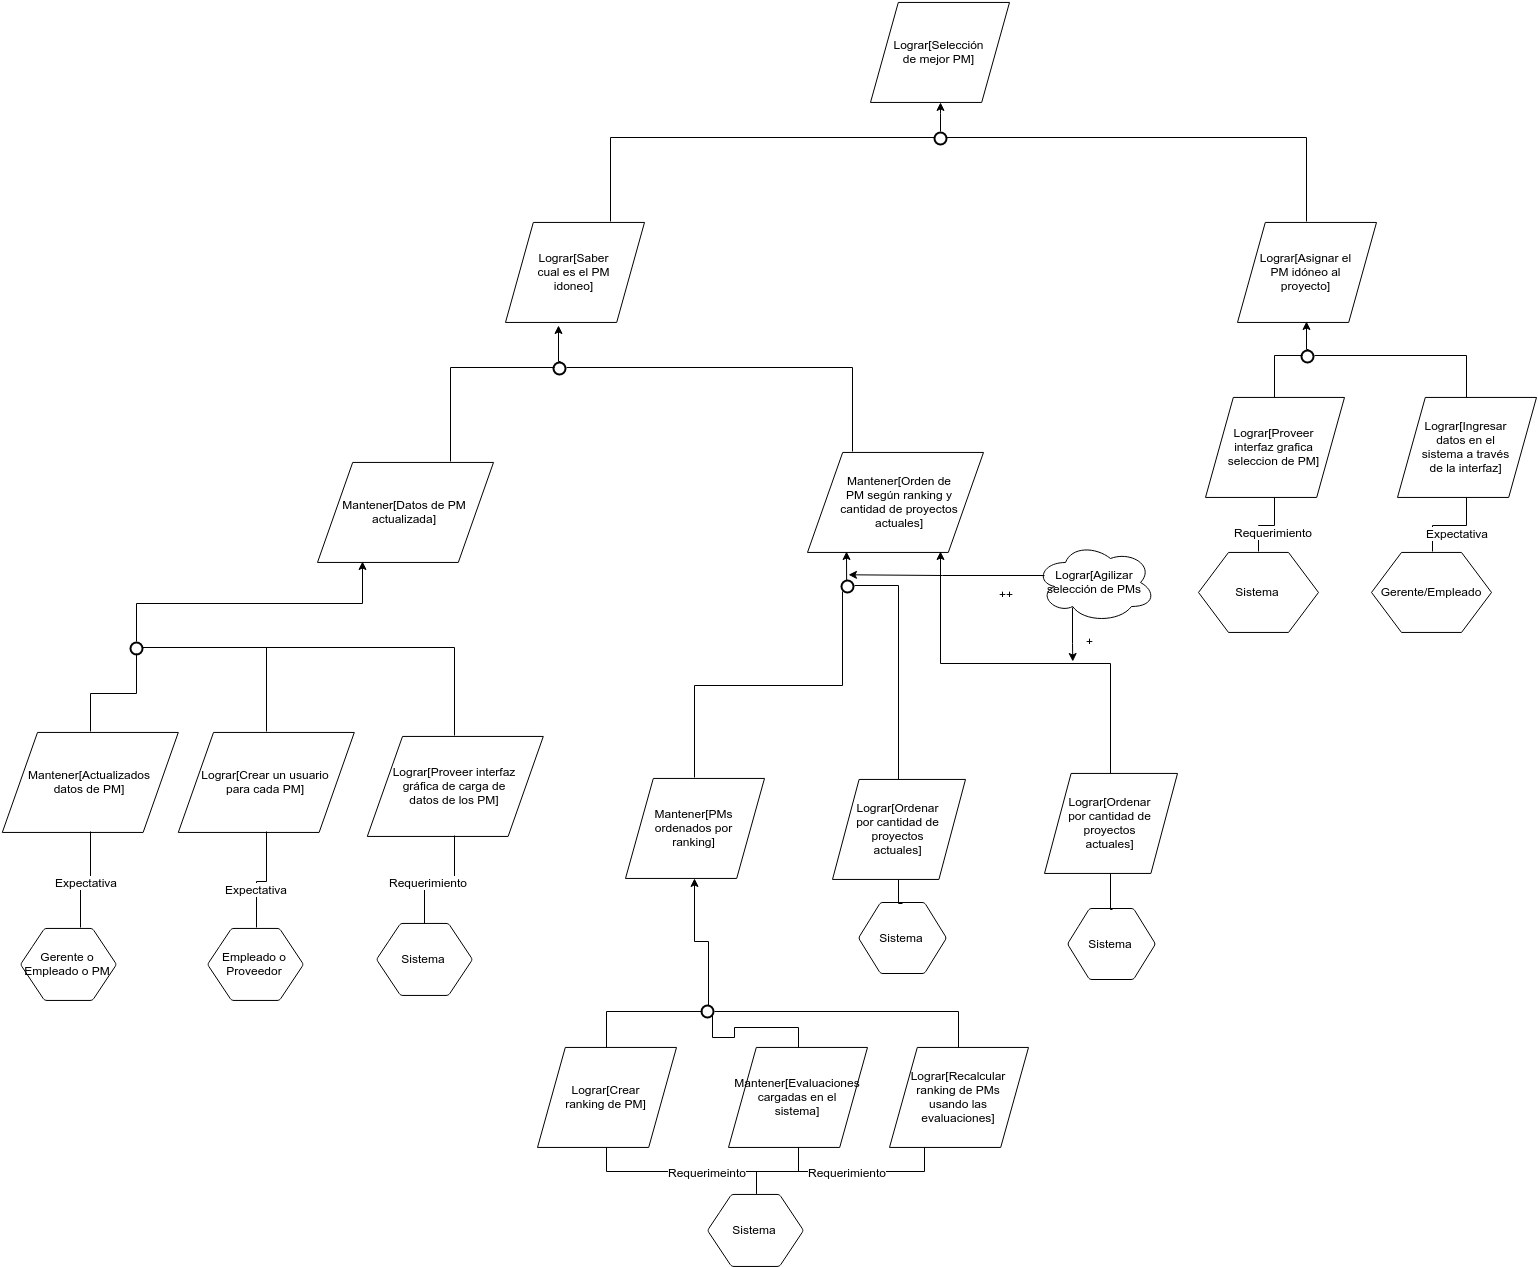 Lograr[Selección
de mejor PM]
Lograr[Saber
cual es el PM
idoneo]
Lograr[Asignar el
PM idóneo al
proyecto]
Lograr[Proveer
interfaz grafica
seleccion de PM]
Lograr[Ingresar
datos en el
sistema a través
de la interfaz]
Mantener[Datos de PM
actualizada]
Mantener[Orden de
PM según ranking y
cantidad de proyectos
actuales]
Requerimiento
Expectativa
Lograr[Agilizar
selección de PMs
++
+
Sistema
Gerente/Empleado
Mantener[Actualizados
datos de PM]
Lograr[Crear un usuario
para cada PM]
Lograr[Proveer interfaz
gráfica de carga de
datos de los PM]
Mantener[PMs
ordenados por
ranking]
Lograr[Ordenar
por cantidad de
proyectos
actuales]
Lograr[Ordenar
por cantidad de
proyectos
actuales]
Expectativa
Expectativa
Requerimiento
Gerente o
Empleado o PM
Empleado o
Proveedor
Sistema
Sistema
Sistema
Lograr[Crear
ranking de PM]
Mantener[Evaluaciones
cargadas en el
sistema]
Lograr[Recalcular
ranking de PMs
usando las
evaluaciones]
Requerimeinto
Requerimiento
Sistema